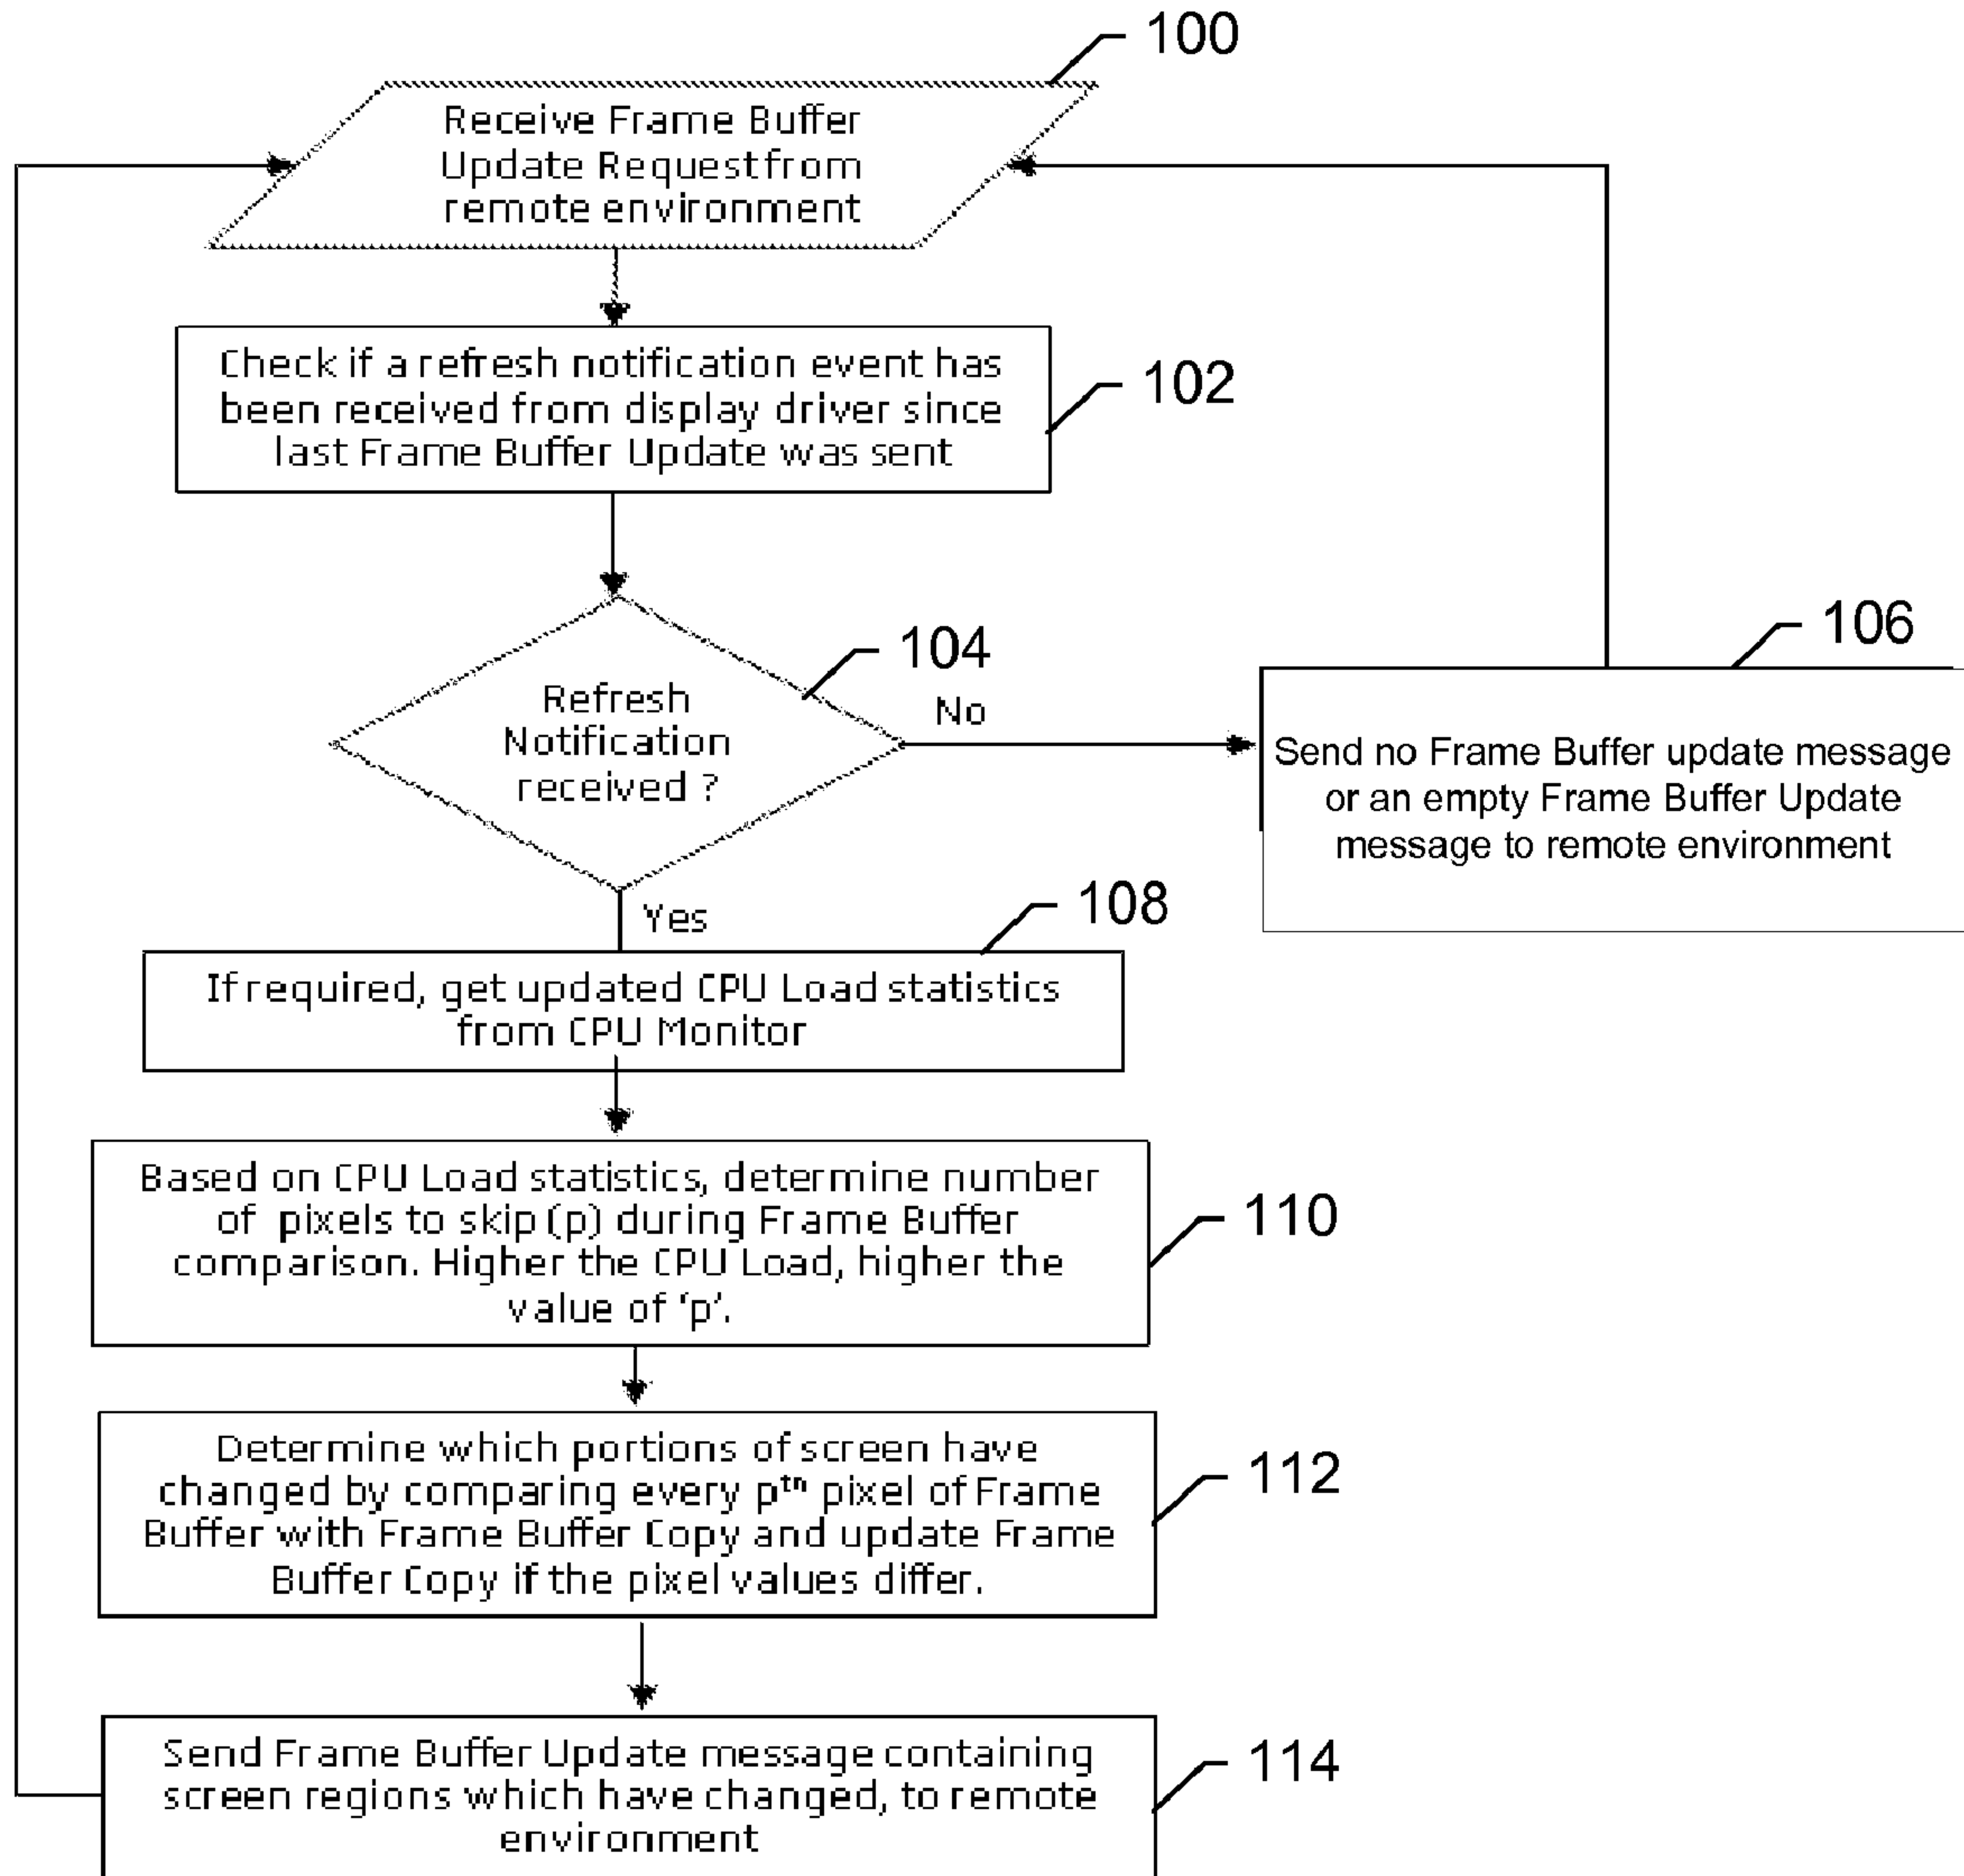 100
Receive Frame Buffer
Update Request from
remote environment
Check if a refresh notification event has
been received from display driver since
last Frame Buffer Update was sent
102
104
Refresh
Notification
received ?
No
106
Send no Frame Buffer update message
or an empty Frame Buffer Update
message to remote environment
Yes
108
If required, get updated CPU Load statistics
from CPU Monitor
Based on CPU Load statistics, determine number
of pixels to skip (p) during Frame Buffer
comparison. Higher the CPU Load, higher the
value of ‘p’.
110
Determine which portions of screen have
changed by comparing every pth pixel of Frame
Buffer with Frame Buffer Copy and update Frame
Buffer Copy if the pixel values differ.
112
Send Frame Buffer Update message containing
screen regions which have changed, to remote
environment
114